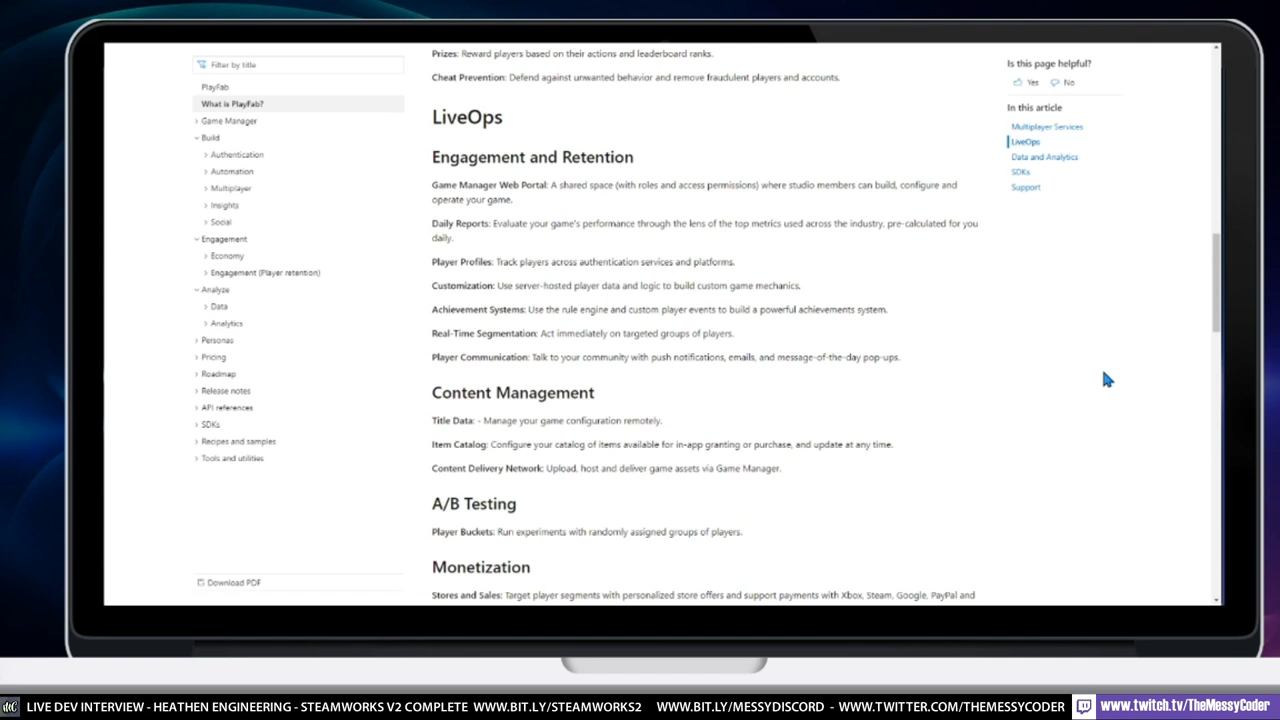 Filter by title
PlayFab
What is PlayFab?
Game Manager
Build
Authentication
Automation
Multiplayer
Insights
Social
Engagement
Economy
Engagement (Player retention)
Analyze
Data
Analytics
Personas
Pricing
Roadmap
Release notes
API references
SDKs
Recipes and samples
Tools and utilities
Download PDF
Prizes: Reward players based on their actions and leaderboard ranks.
Cheat Prevention: Defend against unwanted behavior and remove fraudulent players and accounts.
LiveOps
Engagement and Retention
Game Manager Web Portal: A shared space (with roles and access permissions) where studio members can build, configure and
operate your game.
Daily Reports: Evaluate your game's performance through the lens of the top metrics used across the industry, pre-calculated for you
daily.
Player Profiles: Track players across authentication services and platforms.
Customization: Use server-hosted player data and logic to build custom game mechanics.
Achievement Systems: Use the rule engine and custom player events to build a powerful achievements system.
Real-Time Segmentation: Act immediately on targeted groups of players.
Player Communication: Talk to your community with push notifications, emails, and message-of-the-day pop-ups.
Content Management
Title Data: - Manage your game configuration remotely.
Item Catalog: Configure your catalog of items available for in-app granting or purchase, and update at any time.
Content Delivery Network: Upload, host and deliver game assets via Game Manager.
A/B Testing
Player Buckets: Run experiments with randomly assigned groups of players.
Monetization
Stores and Sales: Target player segments with personalized store offers and support payments with Xbox, Steam, Google, PayPal and
Is this page helpful?
Yes No
In this article
Multiplayer Services
LiveOps
Data and Analytics
SDKs
Support
LIVE DEV INTERVIEW - HEATHEN ENGINEERING - STEAMWORKS V2 COMPLETE WWW.BIT.LY/STEAMWORKS2 WWW.BIT.LY/MESSYDISCORD - WWW.TWITTER.COM/THEMESSYCODER
www.twitch.tv/TheMessyCoder